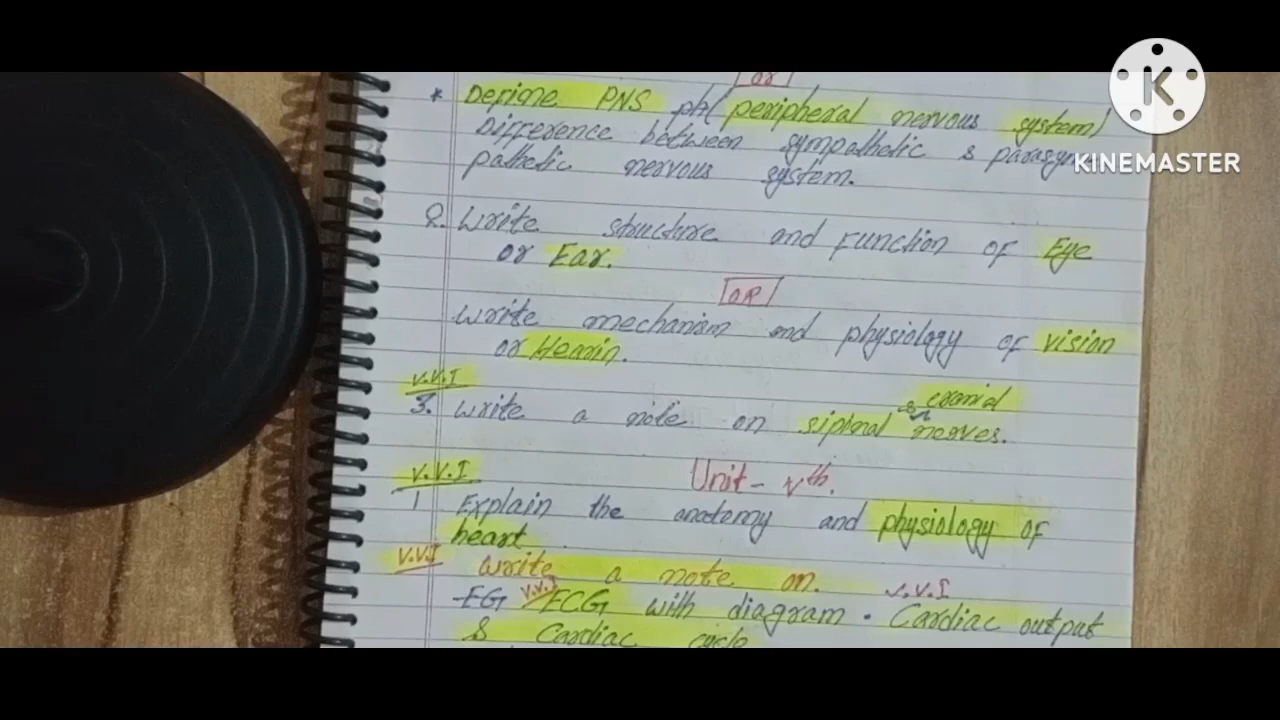 OR
* Define PNS ph( peripheral nervous system)
Difference between sympathetic & parasym
pathetic nervous system.
2. Write structure and Function of Eye
or Ear.
OR
write mechanism and physiology of vision
or Hearin.
V.V.I
3. write a note on sipinal & cranial nerves.
V.V.I
Unit - Vth.
1 Explain the anatomy and physiology of
heart
V.V.I write a note on. V.V.I
EG V.V.I ECG with diagram . Cardiac output
& Cardiac cycle
K
KINEMASTER